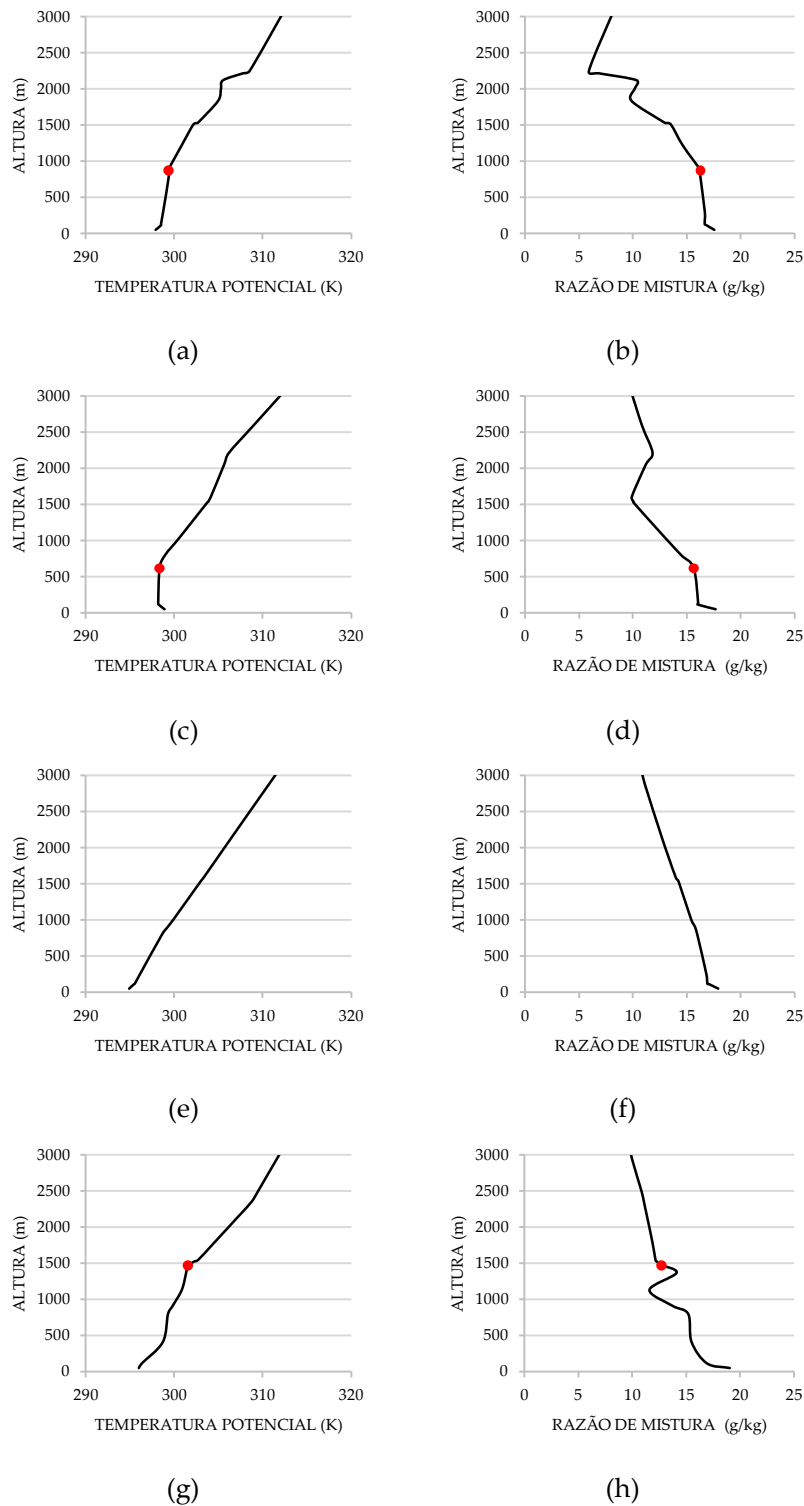 3000
2500
2000
1500
1000
500
0
ALTURA (m)
290 300 310 320
TEMPERATURA POTENCIAL (K)
(a)
3000
2500
2000
1500
1000
500
0
ALTURA (m)
0 5 10 15 20 25
RAZÃO DE MISTURA (g/kg)
(b)
3000
2500
2000
1500
1000
500
0
ALTURA (m)
290 300 310 320
TEMPERATURA POTENCIAL (K)
(c)
3000
2500
2000
1500
1000
500
0
ALTURA (m)
0 5 10 15 20 25
RAZÃO DE MISTURA (g/kg)
(d)
3000
2500
2000
1500
1000
500
0
ALTURA (m)
290 300 310 320
TEMPERATURA POTENCIAL (K)
(e)
3000
2500
2000
1500
1000
500
0
ALTURA (m)
0 5 10 15 20 25
RAZÃO DE MISTURA (g/kg)
(f)
3000
2500
2000
1500
1000
500
0
ALTURA (m)
290 300 310 320
TEMPERATURA POTENCIAL (K)
(g)
3000
2500
2000
1500
1000
500
0
ALTURA (m)
0 5 10 15 20 25
RAZÃO DE MISTURA (g/kg)
(h)